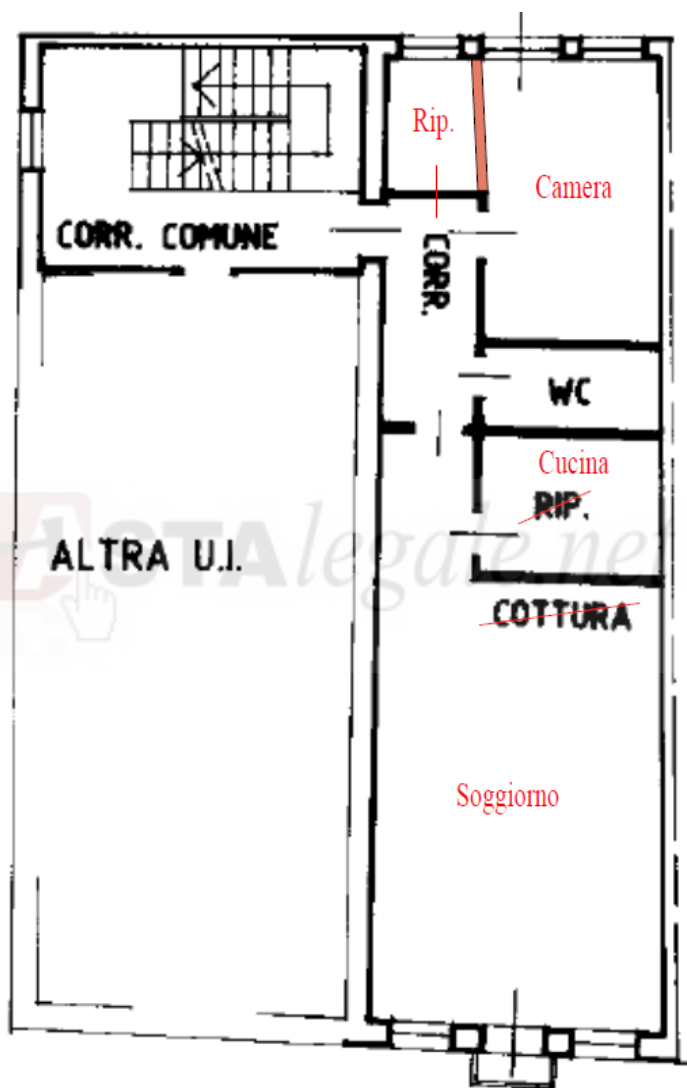 Rip.
Camera
CORR. COMUNE
CORR.
WC
Cucina
RIP.
ASTAlegale.net
ALTRA U.I.
COTTURA
Soggiorno